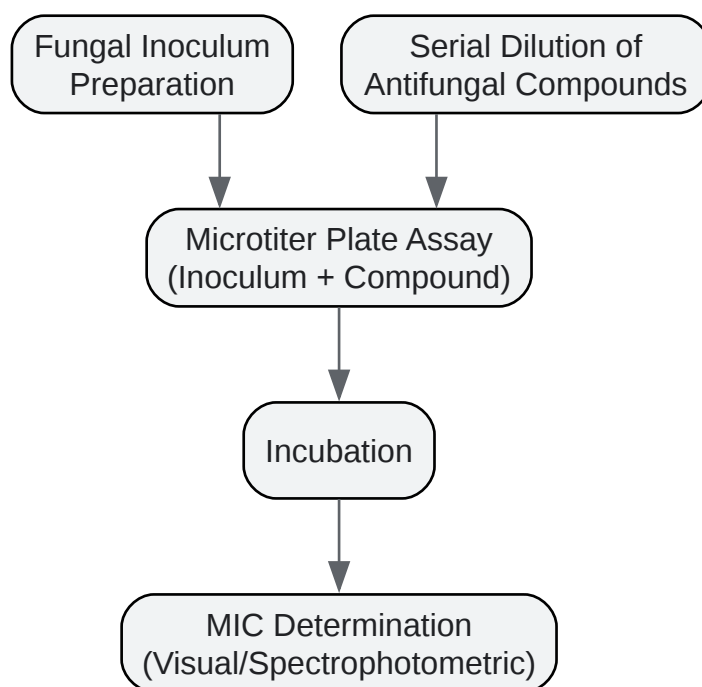 Fungal Inoculum
Preparation
Serial Dilution of
Antifungal Compounds
Microtiter Plate Assay
(Inoculum + Compound)
Incubation
MIC Determination
(Visual/Spectrophotometric)